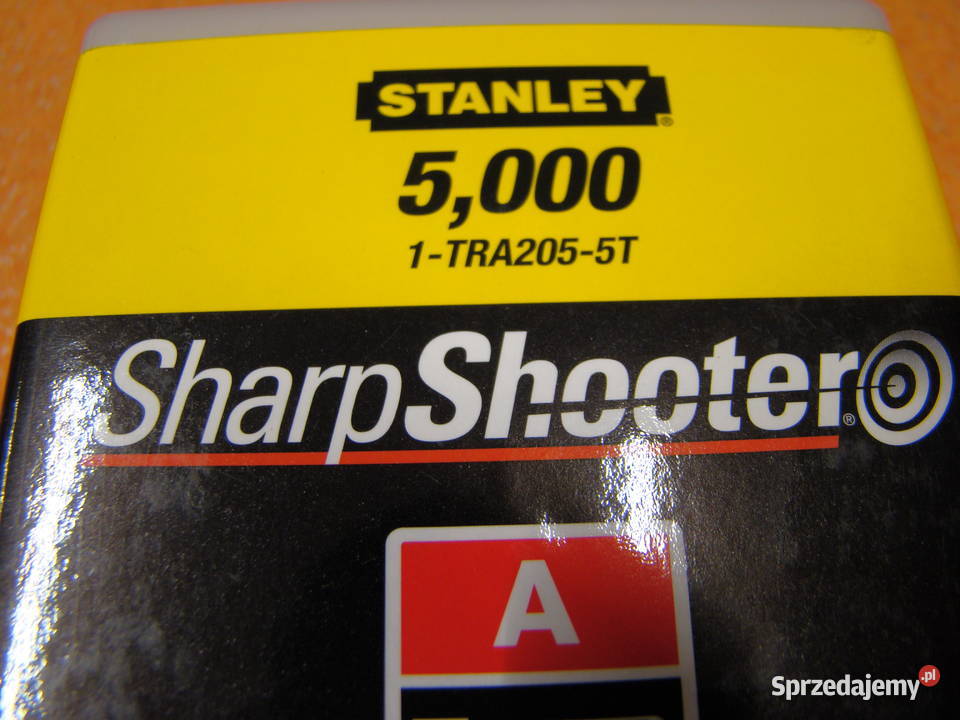 STANLEY®
5,000
1-TRA205-5T
SharpShooter®
A
Sprzedajemy.pl